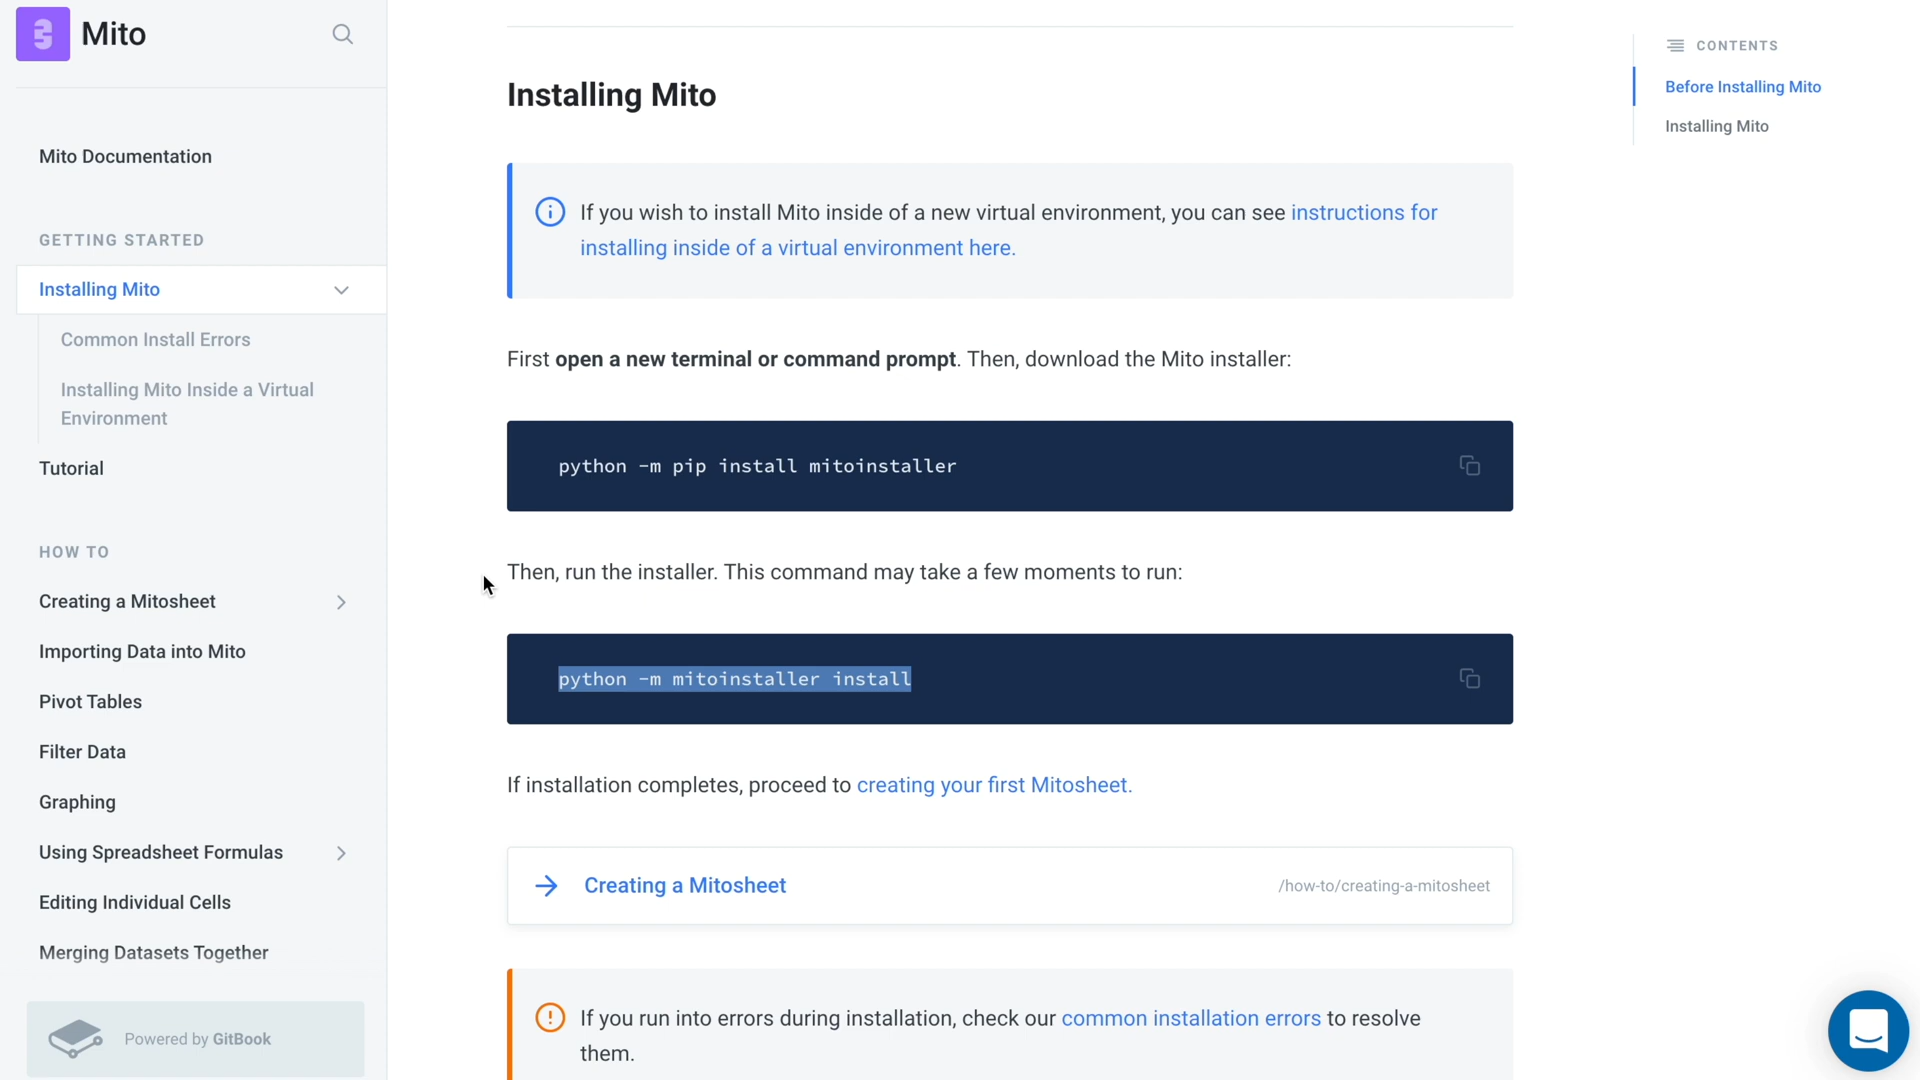 Mito
Mito Documentation
GETTING STARTED
Installing Mito
Common Install Errors
Installing Mito Inside a Virtual
Environment
Tutorial
HOW TO
Creating a Mitosheet
Importing Data into Mito
Pivot Tables
Filter Data
Graphing
Using Spreadsheet Formulas
Editing Individual Cells
Merging Datasets Together
Powered by GitBook
Installing Mito
If you wish to install Mito inside of a new virtual environment, you can see instructions for
installing inside of a virtual environment here.
First open a new terminal or command prompt. Then, download the Mito installer:
python -m pip install mitoinstaller
Then, run the installer. This command may take a few moments to run:
python -m mitoinstaller install
If installation completes, proceed to creating your first Mitosheet.
Creating a Mitosheet /how-to/creating-a-mitosheet
If you run into errors during installation, check our common installation errors to resolve
them.
CONTENTS
Before Installing Mito
Installing Mito